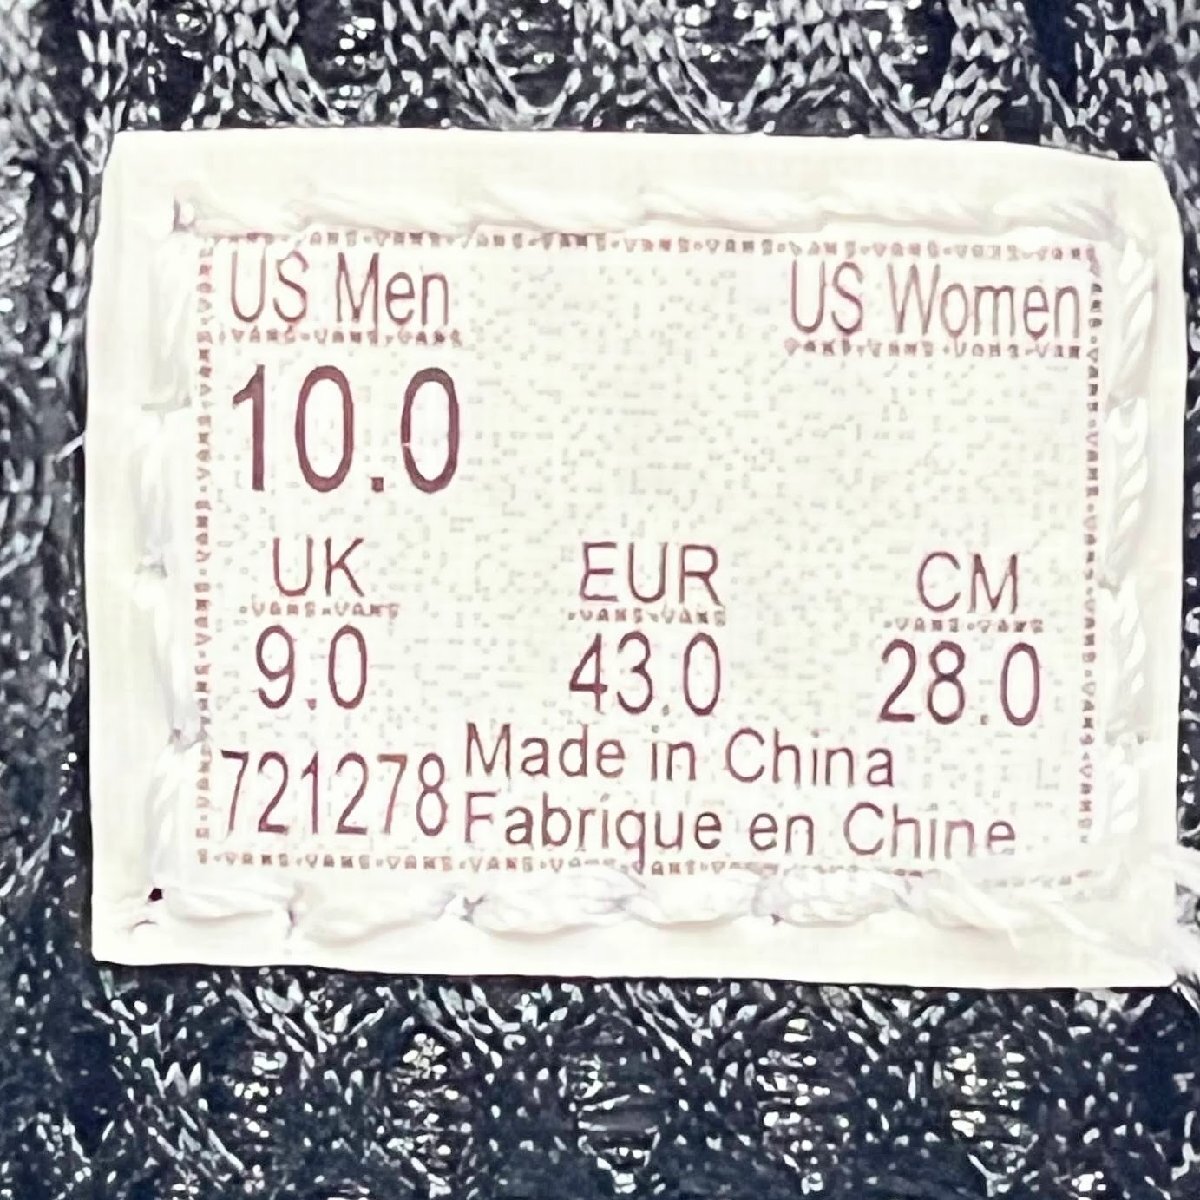 US Men US Women
10.0
UK EUR CM
9.0 43.0 28.0
721278 Made in China
Fabrique en Chine